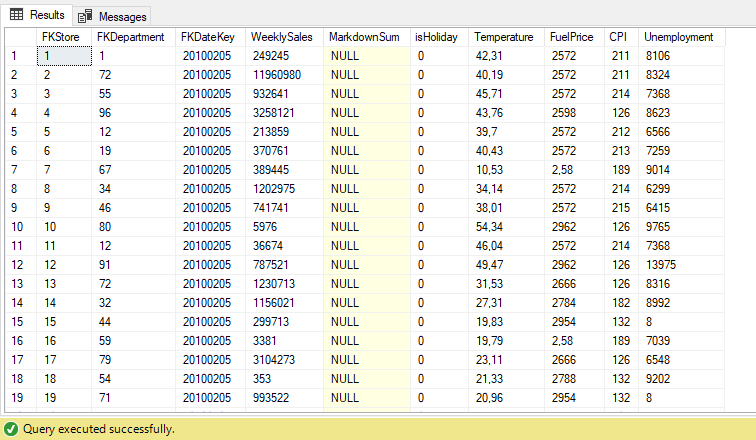 Results Messages
FKStore FKDepartment FKDateKey WeeklySales MarkdownSum isHoliday Temperature FuelPrice CPI Unemployment
1 1 1 20100205 249245 NULL 0 42,31 2572 211 8106
2 2 72 20100205 11960980 NULL 0 40,19 2572 211 8324
3 3 55 20100205 932641 NULL 0 45,71 2572 214 7368
4 4 96 20100205 3258121 NULL 0 43,76 2598 126 8623
5 5 12 20100205 213859 NULL 0 39,7 2572 212 6566
6 6 19 20100205 370761 NULL 0 40,43 2572 213 7259
7 7 67 20100205 389445 NULL 0 10,53 2,58 189 9014
8 8 34 20100205 1202975 NULL 0 34,14 2572 214 6299
9 9 46 20100205 741741 NULL 0 38,01 2572 215 6415
10 10 80 20100205 5976 NULL 0 54,34 2962 126 9765
11 11 12 20100205 36674 NULL 0 46,04 2572 214 7368
12 12 91 20100205 787521 NULL 0 49,47 2962 126 13975
13 13 72 20100205 1230713 NULL 0 31,53 2666 126 8316
14 14 32 20100205 1156021 NULL 0 27,31 2784 182 8992
15 15 44 20100205 299713 NULL 0 19,83 2954 132 8
16 16 59 20100205 3381 NULL 0 19,79 2,58 189 7039
17 17 79 20100205 3104273 NULL 0 23,11 2666 126 6548
18 18 54 20100205 353 NULL 0 21,33 2788 132 9202
19 19 71 20100205 993522 NULL 0 20,96 2954 132 8
Query executed successfully.